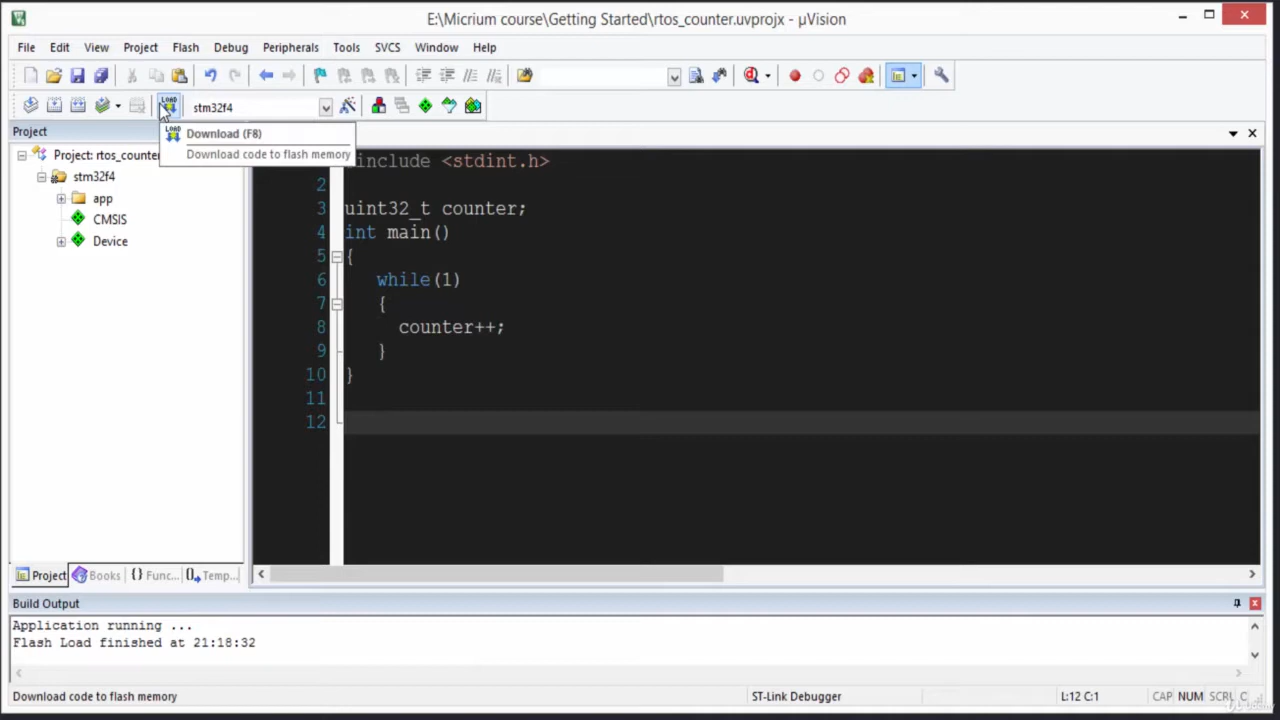 E:\Micrium course\Getting Started\rtos_counter.uvprojx - µVision
File Edit View Project Flash Debug Peripherals Tools SVCS Window Help
LOAD stm32f4
Project
LOAD Download (F8)
Download code to flash memory
Project: rtos_counter
stm32f4
app
CMSIS
Device
include <stdint.h>
2
3 uint32_t counter;
4 int main()
5 {
6 while(1)
7 {
8 counter++;
9 }
10 }
11
12
Project Books {} Func... Temp...
Build Output
Application running ...
Flash Load finished at 21:18:32
Download code to flash memory ST-Link Debugger L:12 C:1 CAP NUM SCRL